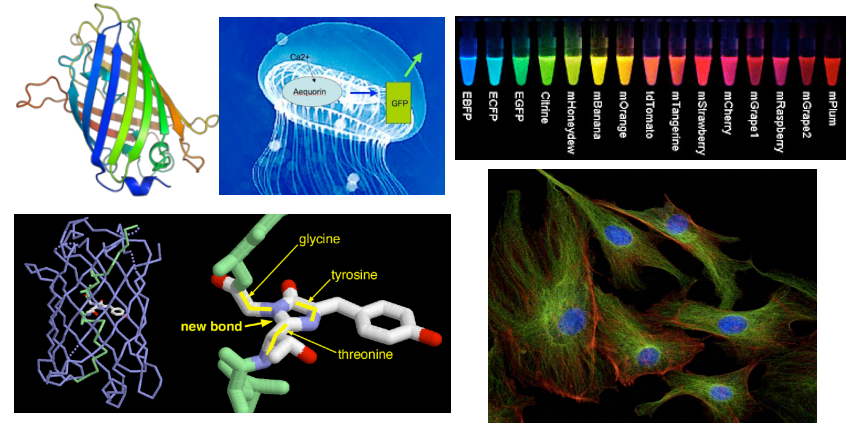 Ca2+
Aequorin
GFP
EBFP
ECFP
EGFP
Citrine
mHoneydew
mBanana
mOrange
tdTomato
mTangerine
mStrawberry
mCherry
mGrape1
mRaspberry
mGrape2
mPlum
glycine
tyrosine
new bond
threonine